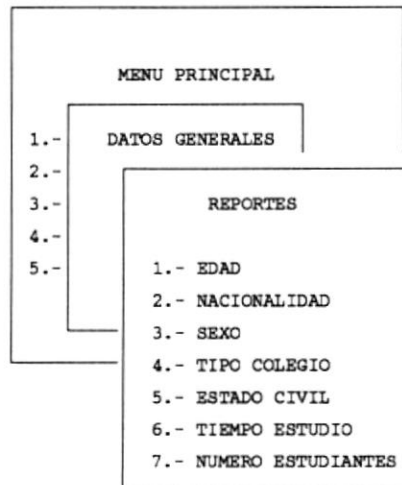 MENU PRINCIPAL
1.-
DATOS GENERALES
2.-
3.-
4.-
5.-
REPORTES
1.- EDAD
2.- NACIONALIDAD
3.- SEXO
4.- TIPO COLEGIO
5.- ESTADO CIVIL
6.- TIEMPO ESTUDIO
7.- NUMERO ESTUDIANTES